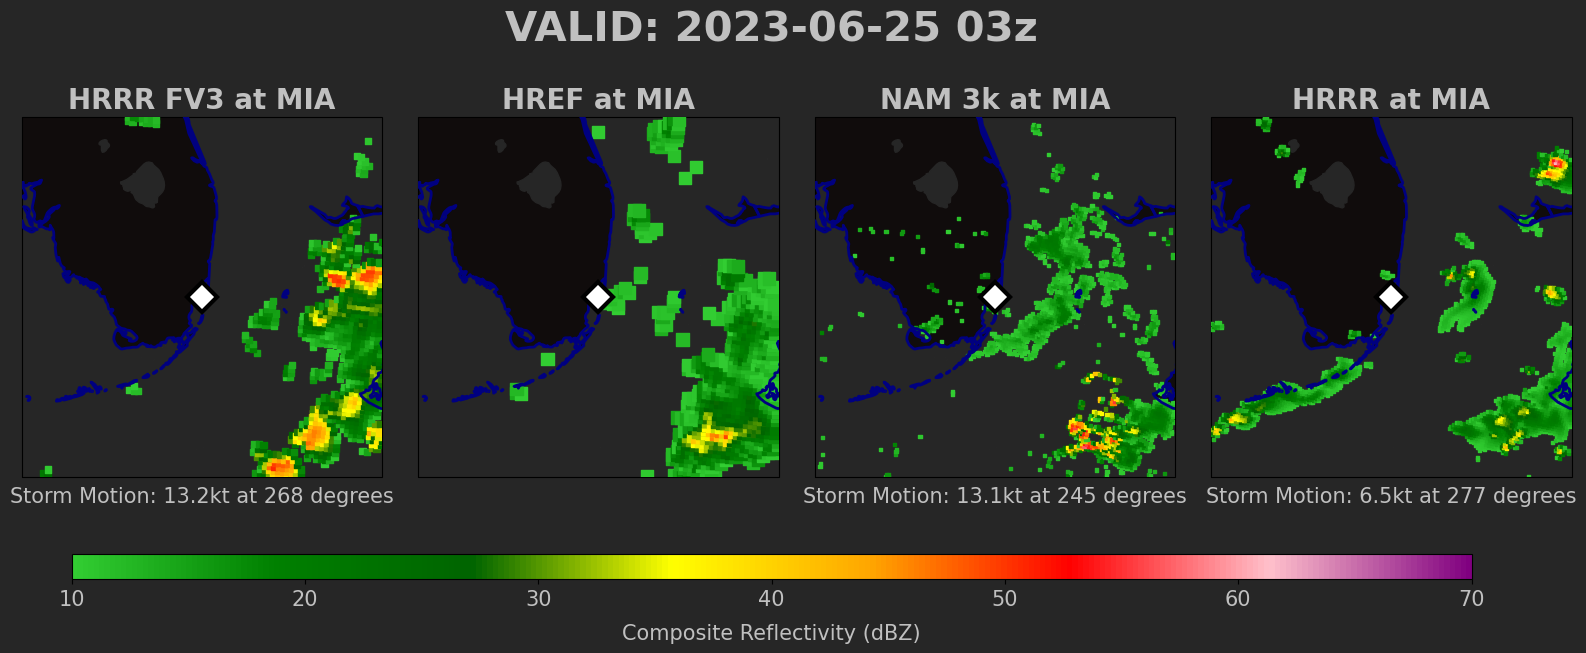 VALID: 2023-06-25 03z
HRRR FV3 at MIA
HREF at MIA
NAM 3k at MIA
HRRR at MIA
Storm Motion: 13.2kt at 268 degrees
Storm Motion: 13.1kt at 245 degrees
Storm Motion: 6.5kt at 277 degrees
10 20 30 40 50 60 70
Composite Reflectivity (dBZ)